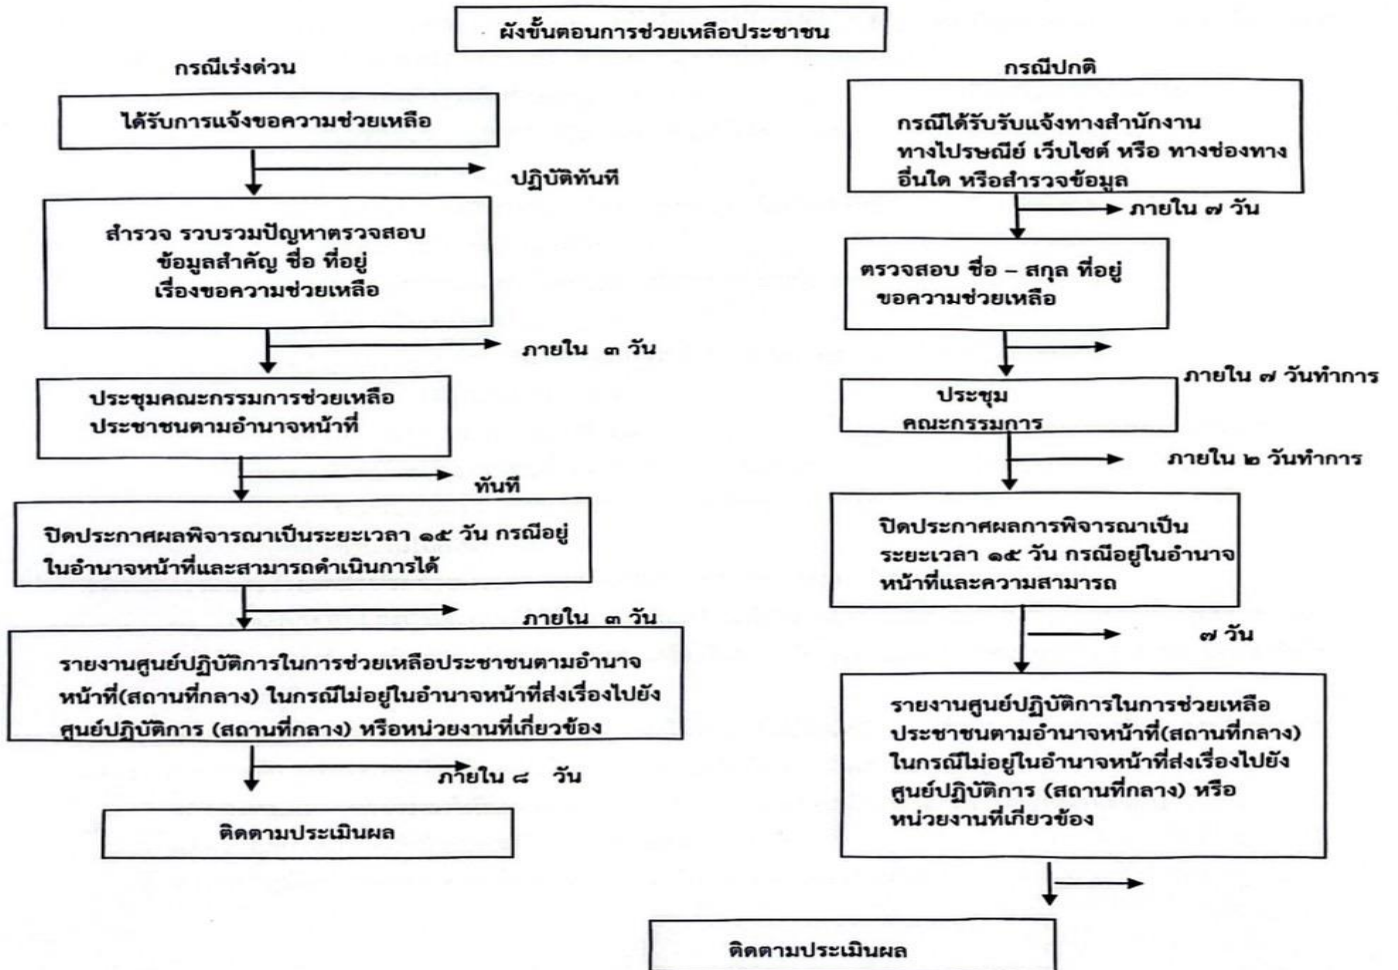 ผังขั้นตอนการช่วยเหลือประชาชน
กรณีเร่งด่วน
ได้รับการแจ้งขอความช่วยเหลือ
ปฏิบัติทันที
สำรวจ รวบรวมปัญหาตรวจสอบ
ข้อมูลสำคัญ ชื่อ ที่อยู่
เรื่องขอความช่วยเหลือ
ภายใน ๓ วัน
ประชุมคณะกรรมการช่วยเหลือ
ประชาชนตามอำนาจหน้าที่
ทันที
ปิดประกาศผลพิจารณาเป็นระยะเวลา ๑๕ วัน กรณีอยู่
ในอำนาจหน้าที่และสามารถดำเนินการได้
ภายใน ๓ วัน
รายงานศูนย์ปฏิบัติการในการช่วยเหลือประชาชนตามอำนาจ
หน้าที่(สถานที่กลาง) ในกรณีไม่อยู่ในอำนาจหน้าที่ส่งเรื่องไปยัง
ศูนย์ปฏิบัติการ (สถานที่กลาง) หรือหน่วยงานที่เกี่ยวข้อง
ภายใน ๘ วัน
ติดตามประเมินผล
กรณีปกติ
กรณีได้รับรับแจ้งทางสำนักงาน
ทางไปรษณีย์ เว็บไซต์ หรือ ทางช่องทาง
อื่นใด หรือสำรวจข้อมูล
ภายใน ๗ วัน
ตรวจสอบ ชื่อ – สกุล ที่อยู่
ขอความช่วยเหลือ
ภายใน ๗ วันทำการ
ประชุม
คณะกรรมการ
ภายใน ๒ วันทำการ
ปิดประกาศผลการพิจารณาเป็น
ระยะเวลา ๑๕ วัน กรณีอยู่ในอำนาจ
หน้าที่และความสามารถ
๗ วัน
รายงานศูนย์ปฏิบัติการในการช่วยเหลือ
ประชาชนตามอำนาจหน้าที่(สถานที่กลาง)
ในกรณีไม่อยู่ในอำนาจหน้าที่ส่งเรื่องไปยัง
ศูนย์ปฏิบัติการ (สถานที่กลาง) หรือ
หน่วยงานที่เกี่ยวข้อง
ติดตามประเมินผล